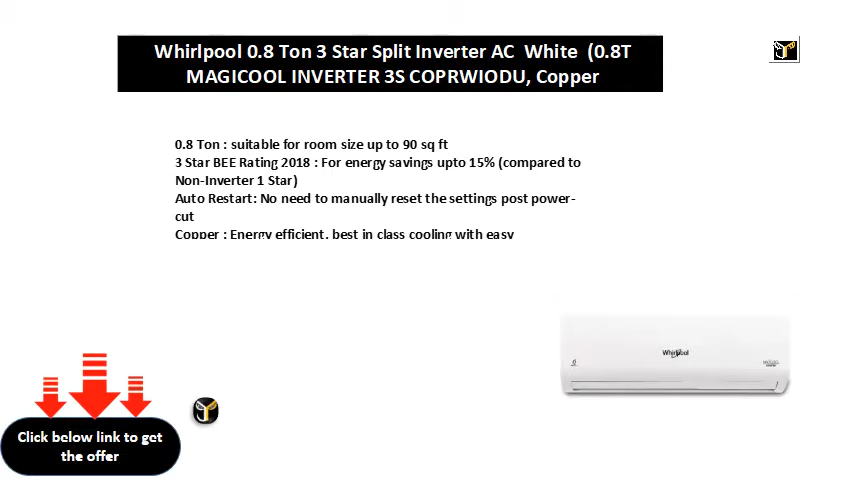 Whirlpool 0.8 Ton 3 Star Split Inverter AC White (0.8T
MAGICOOL INVERTER 3S COPRWIODU, Copper
0.8 Ton : suitable for room size up to 90 sq ft
3 Star BEE Rating 2018 : For energy savings upto 15% (compared to
Non-Inverter 1 Star)
Auto Restart: No need to manually reset the settings post power-
cut
Copper : Energy efficient, best in class cooling with easy
Whirlpool
Click below link to get
the offer